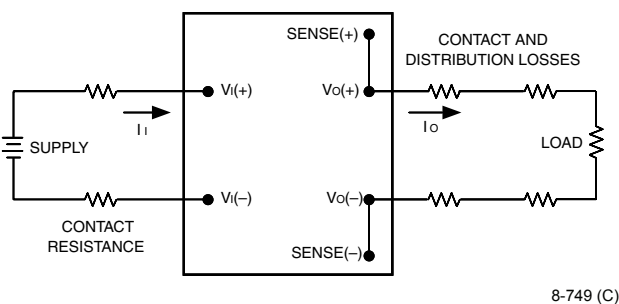 SENSE(+)
CONTACT AND
DISTRIBUTION LOSSES
VI(+)
VO(+)
II
IO
SUPPLY
LOAD
VI(–)
VO(–)
CONTACT
RESISTANCE
SENSE(–)
8-749 (C)